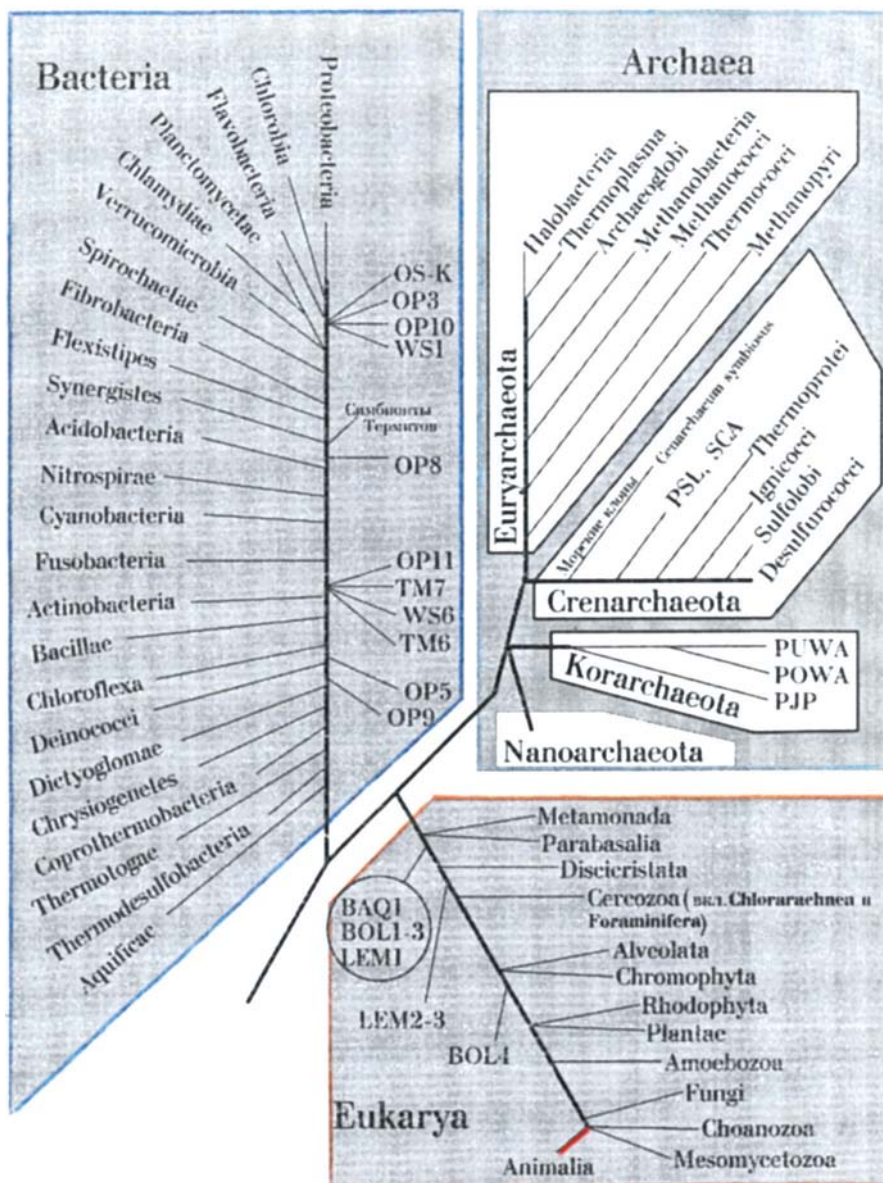 Bacteria
Proteobacteria
Chlorobia
Flavobacteria
Planctomycetae
Chlamydiae
Verrucomicrobia
Spirochaetae
Fibrobacteria
Flexistipes
Synergistes
Acidobacteria
Nitrospirae
Cyanobacteria
Fusobacteria
Actinobacteria
Bacillae
Chloroflexa
Deinococci
Dictyoglomae
Chrysiogenetes
Coprothermobacteria
Thermotogae
Thermodesulfobacteria
Aquificae
OS-K
OP3
OP10
WS1
Симбионты
Термитов
OP8
OP11
TM7
WS6
TM6
OP5
OP9
Archaea
Halobacteria
Thermoplasma
Archaeoglobi
Methanobacteria
Methanococci
Thermococci
Methanopyri
Euryarchaeota
Морские клоны
Cenarchaeum symbiosus
PSL, SCA
Thermoprotei
Ignicocci
Sulfolobi
Desulfurococci
Crenarchaeota
Korarchaeota
PUWA
POWA
PJP
Nanoarchaeota
Metamonada
Parabasalia
Discicristata
Cercozoa (вкл. Chlorarachnea и
Foraminifera)
Alveolata
Chromophyta
Rhodophyta
Plantae
Amoebozoa
Fungi
Choanozoa
Mesomycetozoa
Animalia
BAQ1
BOL1-3
LEM1
LEM2-3
BOL4
Eukarya